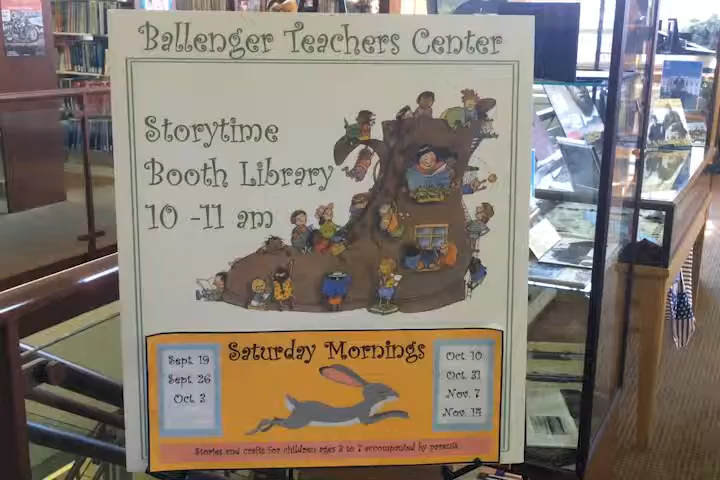 Ballenger Teachers Center
Storytime
Booth Library
10 -11 am
Saturday Mornings
Sept. 19
Sept. 26
Oct. 3
Oct. 10
Oct. 31
Nov. 7
Nov. 14
Stories and crafts for children ages 3 to 7 accompanied by parents.